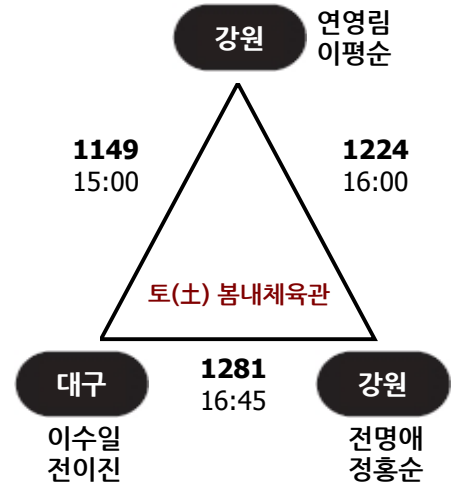 강원
연영림
이평순
1149
15:00
1224
16:00
토(土) 봄내체육관
대구
1281
16:45
강원
이수일
전이진
전명애
정홍순